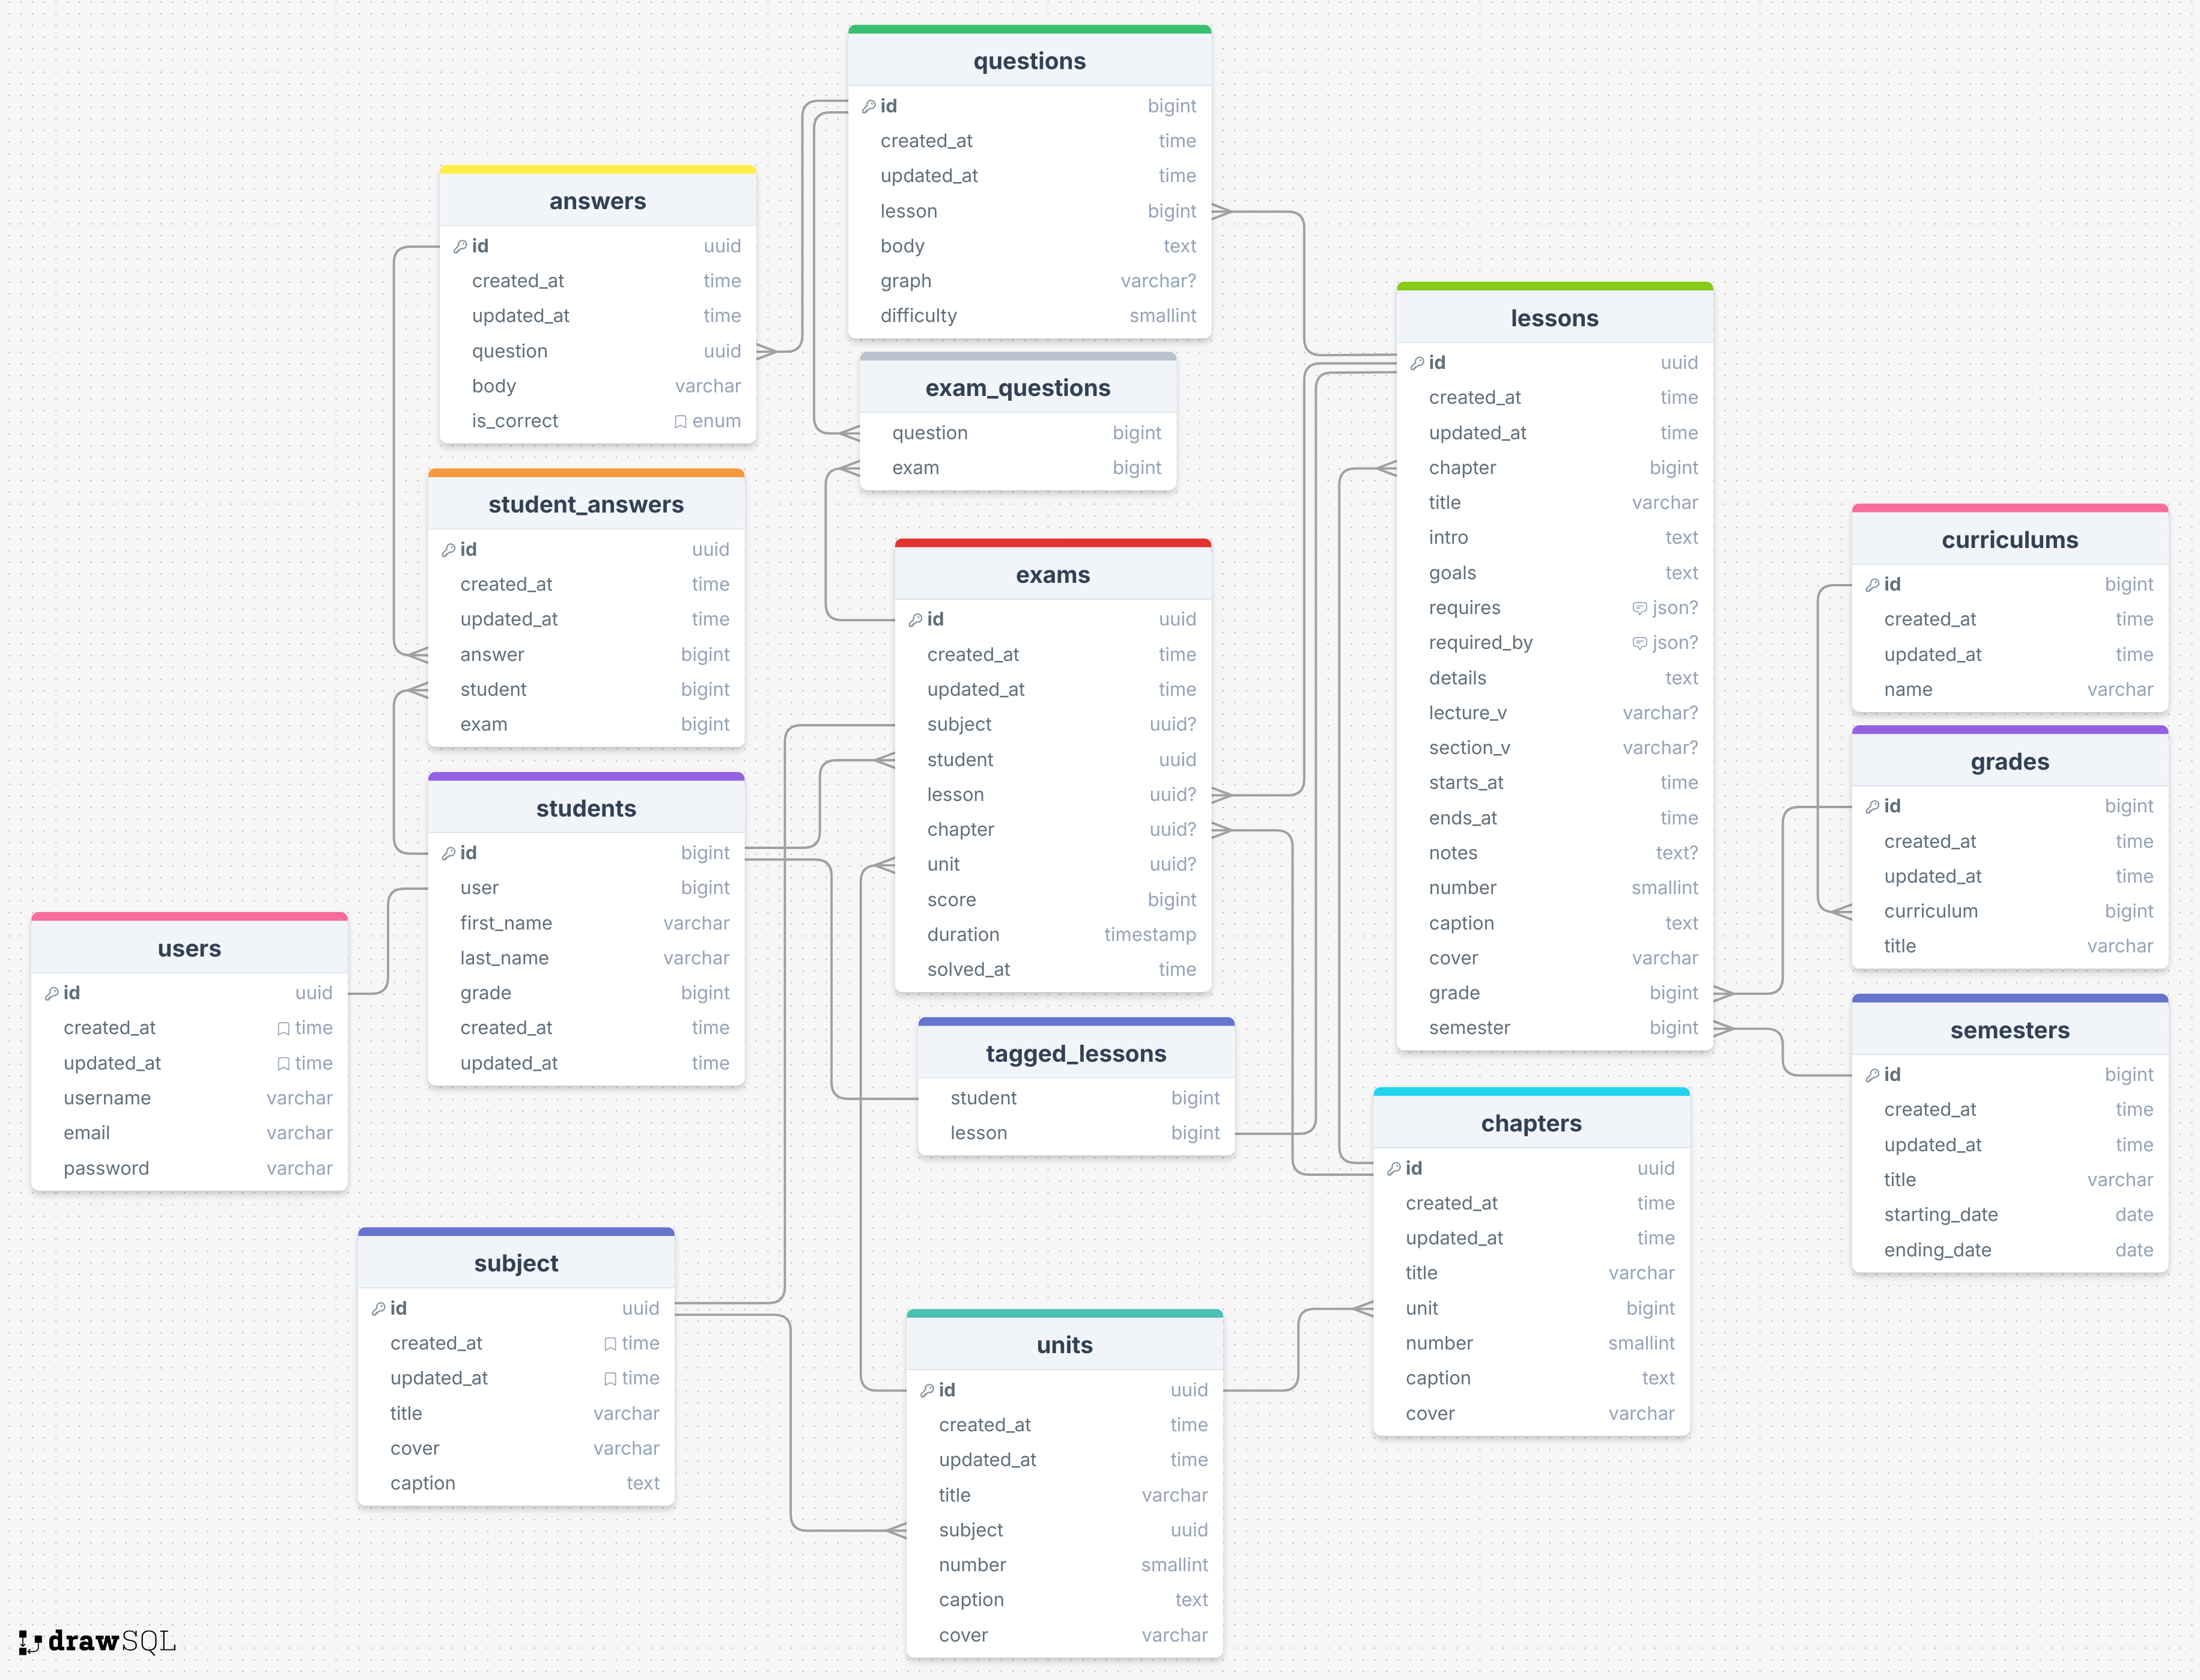 questions
id bigint
created_at time
updated_at time
lesson bigint
body text
graph varchar?
difficulty smallint
answers
id uuid
created_at time
updated_at time
question uuid
body varchar
is_correct enum
exam_questions
question bigint
exam bigint
lessons
id uuid
created_at time
updated_at time
chapter bigint
title varchar
intro text
goals text
requires json?
required_by json?
details text
lecture_v varchar?
section_v varchar?
starts_at time
ends_at time
notes text?
number smallint
caption text
cover varchar
grade bigint
semester bigint
student_answers
id uuid
created_at time
updated_at time
answer bigint
student bigint
exam bigint
exams
id uuid
created_at time
updated_at time
subject uuid?
student uuid
lesson uuid?
chapter uuid?
unit uuid?
score bigint
duration timestamp
solved_at time
curriculums
id bigint
created_at time
updated_at time
name varchar
grades
id bigint
created_at time
updated_at time
curriculum bigint
title varchar
students
id bigint
user bigint
first_name varchar
last_name varchar
grade bigint
created_at time
updated_at time
users
id uuid
created_at time
updated_at time
username varchar
email varchar
password varchar
tagged_lessons
student bigint
lesson bigint
semesters
id bigint
created_at time
updated_at time
title varchar
starting_date date
ending_date date
chapters
id uuid
created_at time
updated_at time
title varchar
unit bigint
number smallint
caption text
cover varchar
subject
id uuid
created_at time
updated_at time
title varchar
cover varchar
caption text
units
id uuid
created_at time
updated_at time
title varchar
subject uuid
number smallint
caption text
cover varchar
drawSQL